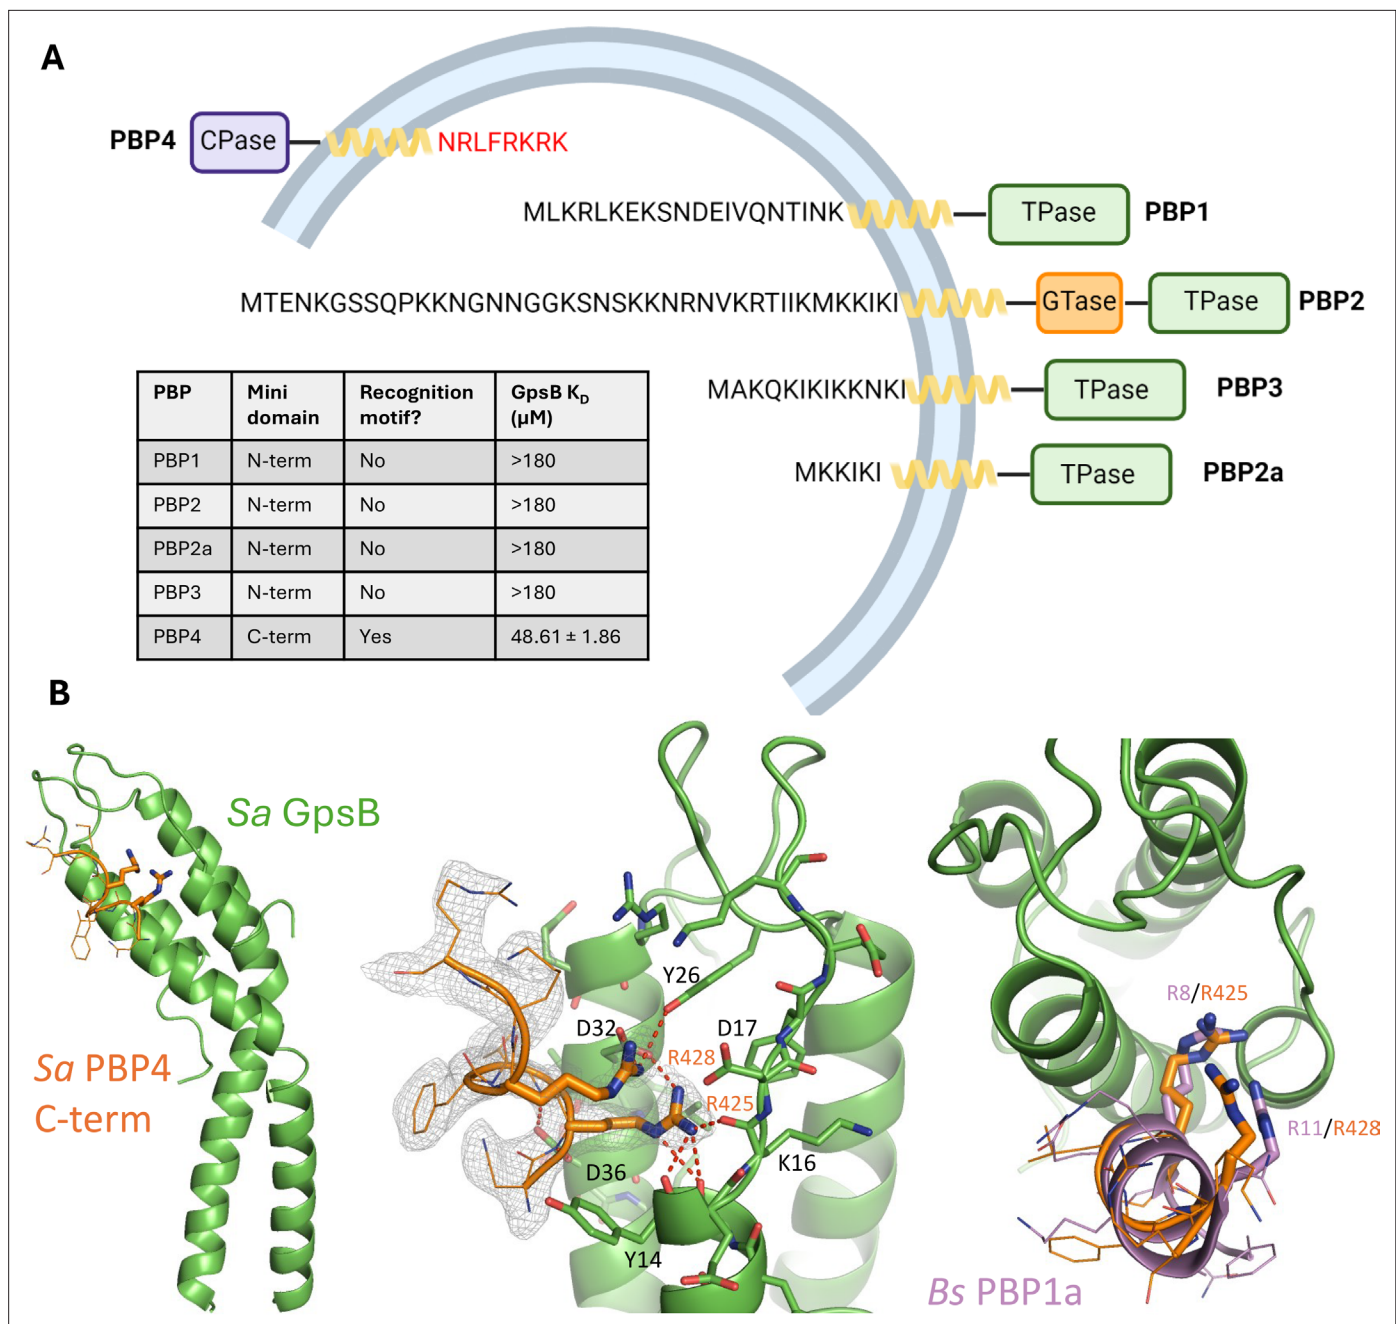 A
PBP4 CPase NRLFRKRK
MLKRLKEKSNDEIVQNTINK TPase PBP1
MTENKGSSQPKKNGNNGGKSNSKKNRNVKRTIIKMKKIKI GTase TPase PBP2
MAKQKIKIKKNKI TPase PBP3
MKKIKI TPase PBP2a
PBP Mini domain Recognition motif? GpsB KD (µM)
PBP1 N-term No >180
PBP2 N-term No >180
PBP2a N-term No >180
PBP3 N-term No >180
PBP4 C-term Yes 48.61 ± 1.86
B
Sa GpsB
Sa PBP4
C-term
Y26
D32 D17
R428
R425
K16
D36
Y14
R8/R425
R11/R428
Bs PBP1a